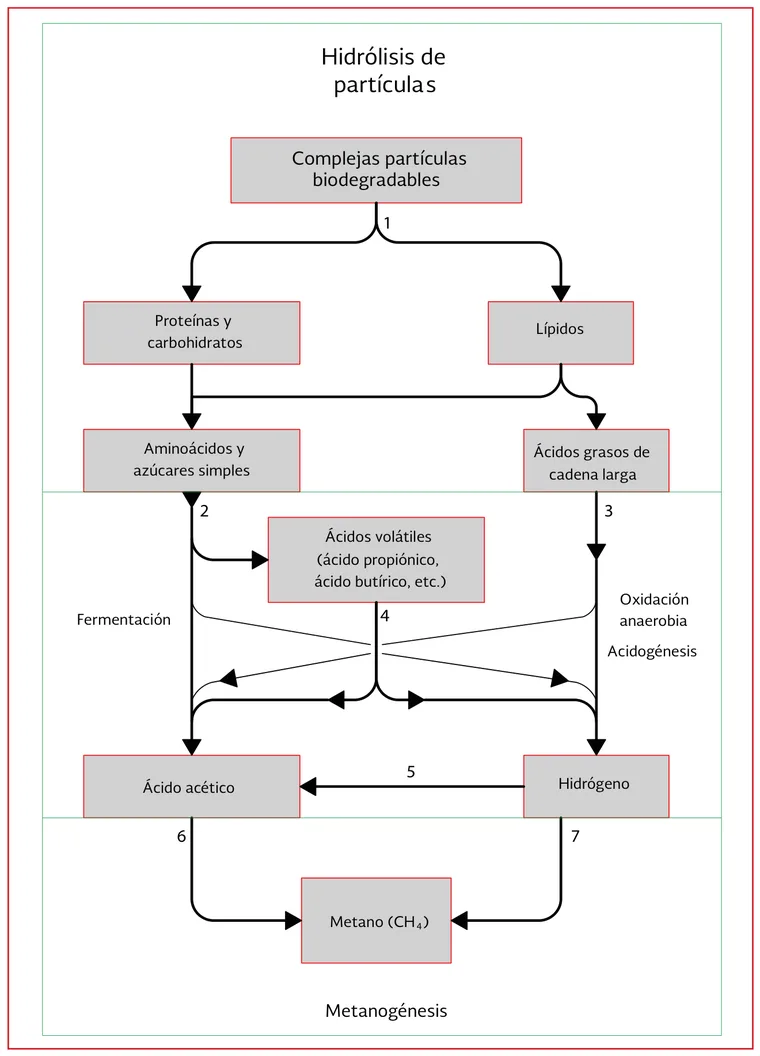 Hidrólisis de
partículas
Complejas partículas
biodegradables
1
Proteínas y
carbohidratos
Lípidos
Aminoácidos y
azúcares simples
Ácidos grasos de
cadena larga
2
3
Ácidos volátiles
(ácido propiónico,
ácido butírico, etc.)
4
Fermentación
Oxidación
anaerobia
Acidogénesis
5
Ácido acético
Hidrógeno
6
7
Metano (CH₄)
Metanogénesis